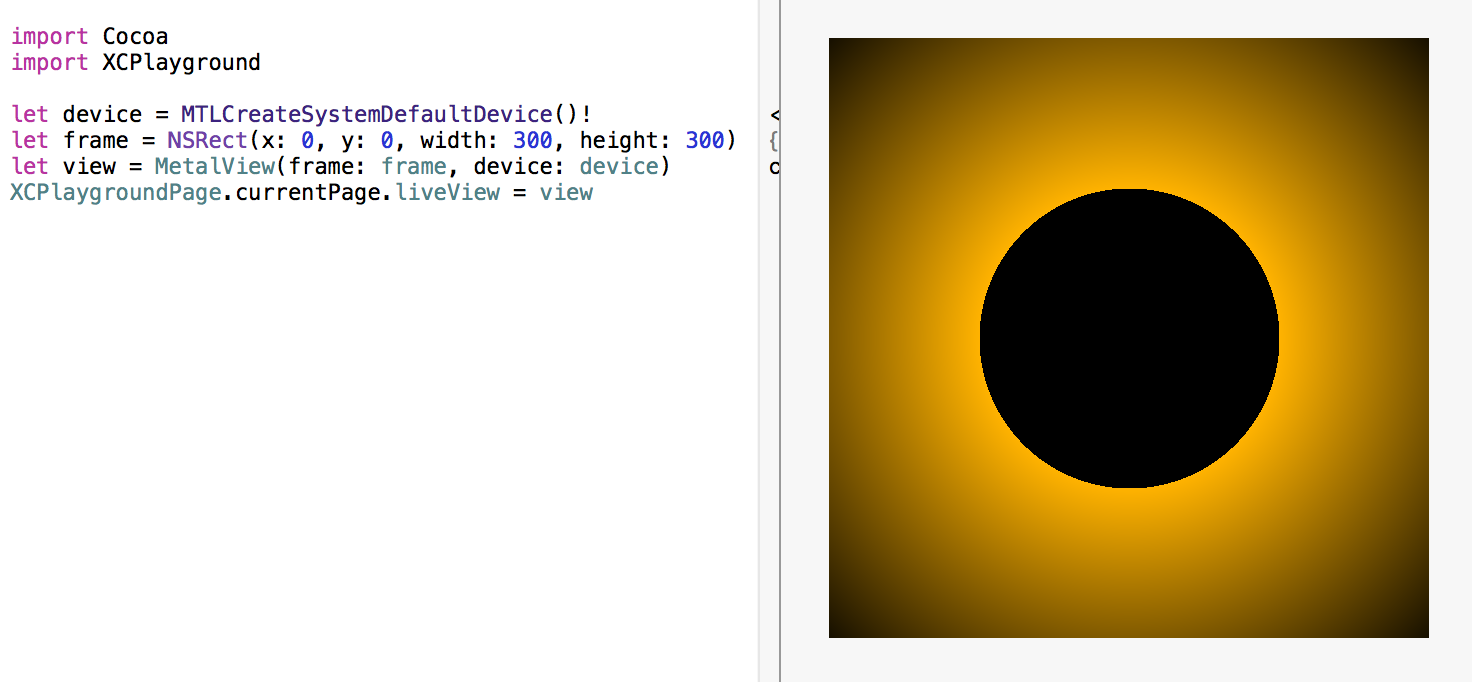 import Cocoa
import XCPlayground
let device = MTLCreateSystemDefaultDevice()!
let frame = NSRect(x: 0, y: 0, width: 300, height: 300)
let view = MetalView(frame: frame, device: device)
XCPlaygroundPage.currentPage.liveView = view